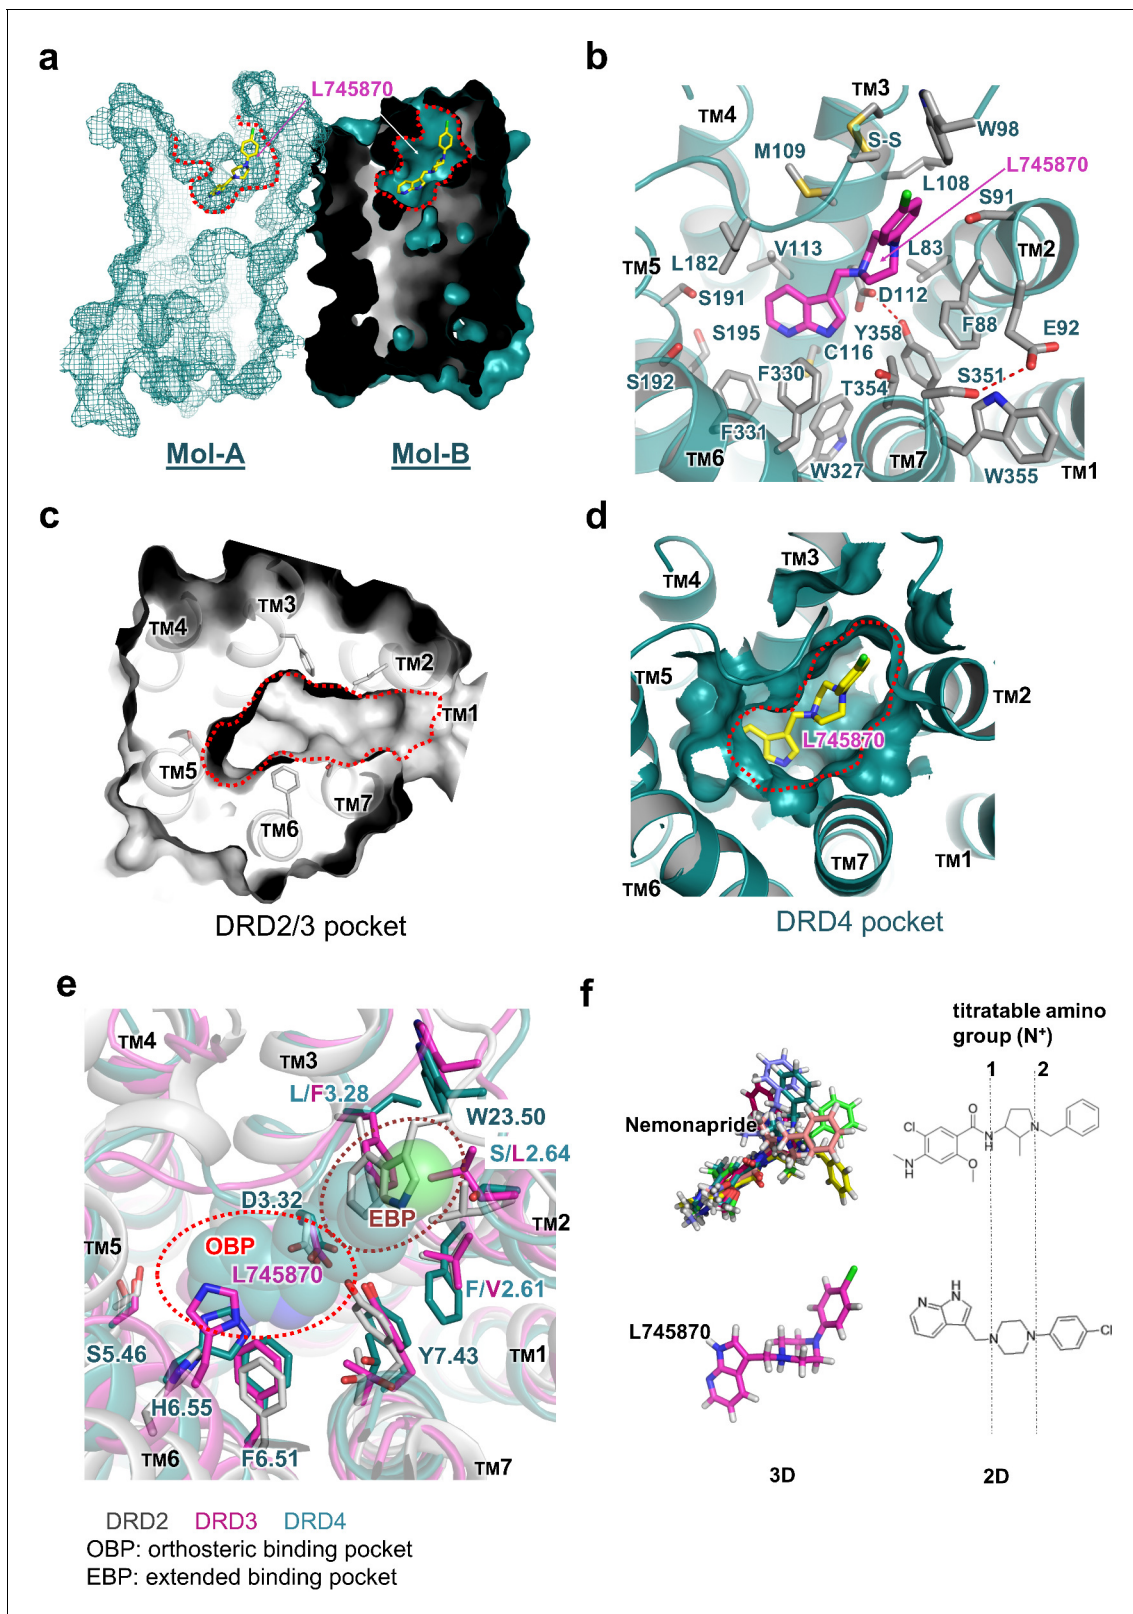 a
L745870
Mol-A
Mol-B
b
TM3
TM4
S-S
W98
M109
L745870
L108
S91
TM2
V113
L83
TM5
L182
D112
S191
F88
E92
S195
Y358
C116
S192
F330
T354
S351
F331
TM6
W327
TM7
W355
TM1
c
TM3
TM4
TM2
TM1
TM5
TM7
TM6
DRD2/3 pocket
d
TM3
TM4
TM5
TM2
L745870
TM7
TM1
TM6
DRD4 pocket
e
TM4
TM3
L/F3.28
W23.50
S/L2.64
D3.32
EBP
TM2
TM5
OBP
L745870
F/V2.61
S5.46
Y7.43
TM1
H6.55
TM6
F6.51
TM7
DRD2 DRD3 DRD4
OBP: orthosteric binding pocket
EBP: extended binding pocket
f
titratable amino
group (N⁺)
1 2
Nemonapride
O
Cl
N
H
N
NH
O
L745870
H
N
N
N
N
Cl
3D
2D